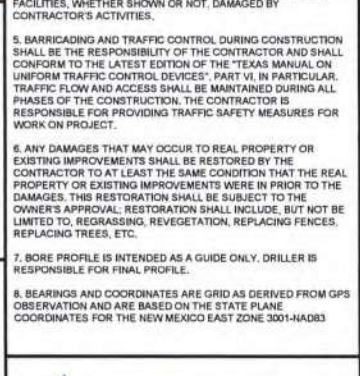 FACILITIES, WHETHER SHOWN OR NOT, DAMAGED BY
CONTRACTOR'S ACTIVITIES.
5. BARRICADING AND TRAFFIC CONTROL DURING CONSTRUCTION
SHALL BE THE RESPONSIBILITY OF THE CONTRACTOR AND SHALL
CONFORM TO THE LATEST EDITION OF THE "TEXAS MANUAL ON
UNIFORM TRAFFIC CONTROL DEVICES", PART VI, IN PARTICULAR.
TRAFFIC FLOW AND ACCESS SHALL BE MAINTAINED DURING ALL
PHASES OF THE CONSTRUCTION. THE CONTRACTOR IS
RESPONSIBLE FOR PROVIDING TRAFFIC SAFETY MEASURES FOR
WORK ON PROJECT.
6. ANY DAMAGES THAT MAY OCCUR TO REAL PROPERTY OR
EXISTING IMPROVEMENTS SHALL BE RESTORED BY THE
CONTRACTOR TO AT LEAST THE SAME CONDITION THAT THE REAL
PROPERTY OR EXISTING IMPROVEMENTS WERE IN PRIOR TO THE
DAMAGES. THIS RESTORATION SHALL BE SUBJECT TO THE
OWNER'S APPROVAL; RESTORATION SHALL INCLUDE, BUT NOT BE
LIMITED TO, REGRASSING, REVEGETATION, REPLACING FENCES,
REPLACING TREES, ETC.
7. BORE PROFILE IS INTENDED AS A GUIDE ONLY. DRILLER IS
RESPONSIBLE FOR FINAL PROFILE.
8. BEARINGS AND COORDINATES ARE GRID AS DERIVED FROM GPS
OBSERVATION AND ARE BASED ON THE STATE PLANE
COORDINATES FOR THE NEW MEXICO EAST ZONE 3001-NAD83